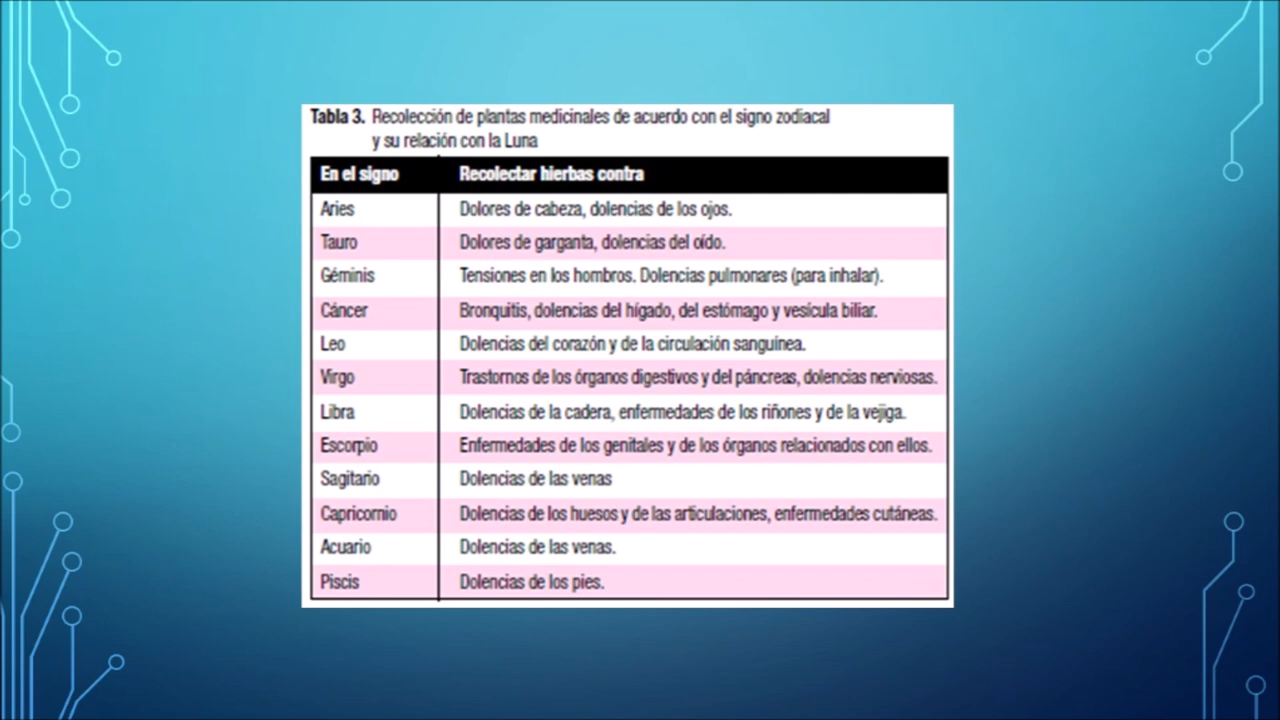 Tabla 3. Recolección de plantas medicinales de acuerdo con el signo zodiacal
y su relación con la Luna
En el signo Recolectar hierbas contra
Aries Dolores de cabeza, dolencias de los ojos.
Tauro Dolores de garganta, dolencias del oído.
Géminis Tensiones en los hombros. Dolencias pulmonares (para inhalar).
Cáncer Bronquitis, dolencias del hígado, del estómago y vesícula biliar.
Leo Dolencias del corazón y de la circulación sanguínea.
Virgo Trastornos de los órganos digestivos y del páncreas, dolencias nerviosas.
Libra Dolencias de la cadera, enfermedades de los riñones y de la vejiga.
Escorpio Enfermedades de los genitales y de los órganos relacionados con ellos.
Sagitario Dolencias de las venas
Capricornio Dolencias de los huesos y de las articulaciones, enfermedades cutáneas.
Acuario Dolencias de las venas.
Piscis Dolencias de los pies.